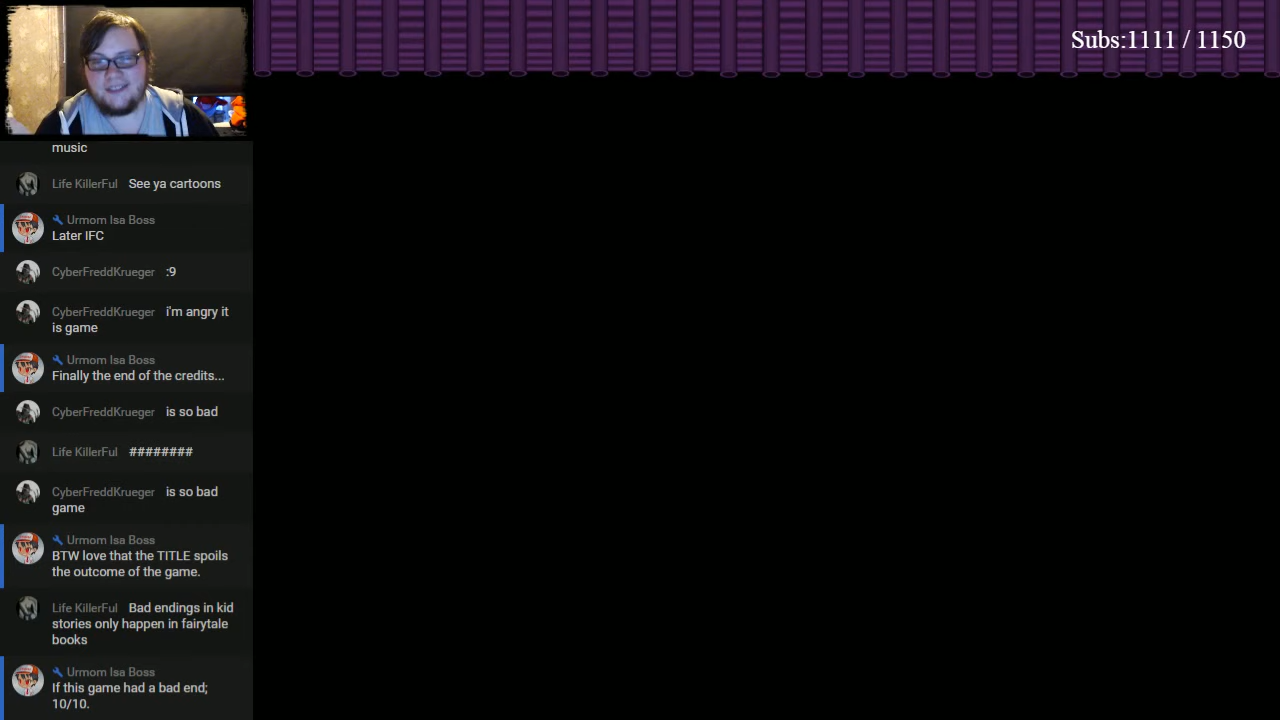 Subs:1111 / 1150
music
Life KillerFul See ya cartoons
Urmom Isa Boss
Later IFC
CyberFreddKrueger :9
CyberFreddKrueger i'm angry it
is game
Urmom Isa Boss
Finally the end of the credits...
CyberFreddKrueger is so bad
Life KillerFul ########
CyberFreddKrueger is so bad
game
Urmom Isa Boss
BTW love that the TITLE spoils
the outcome of the game.
Life KillerFul Bad endings in kid
stories only happen in fairytale
books
Urmom Isa Boss
If this game had a bad end;
10/10.